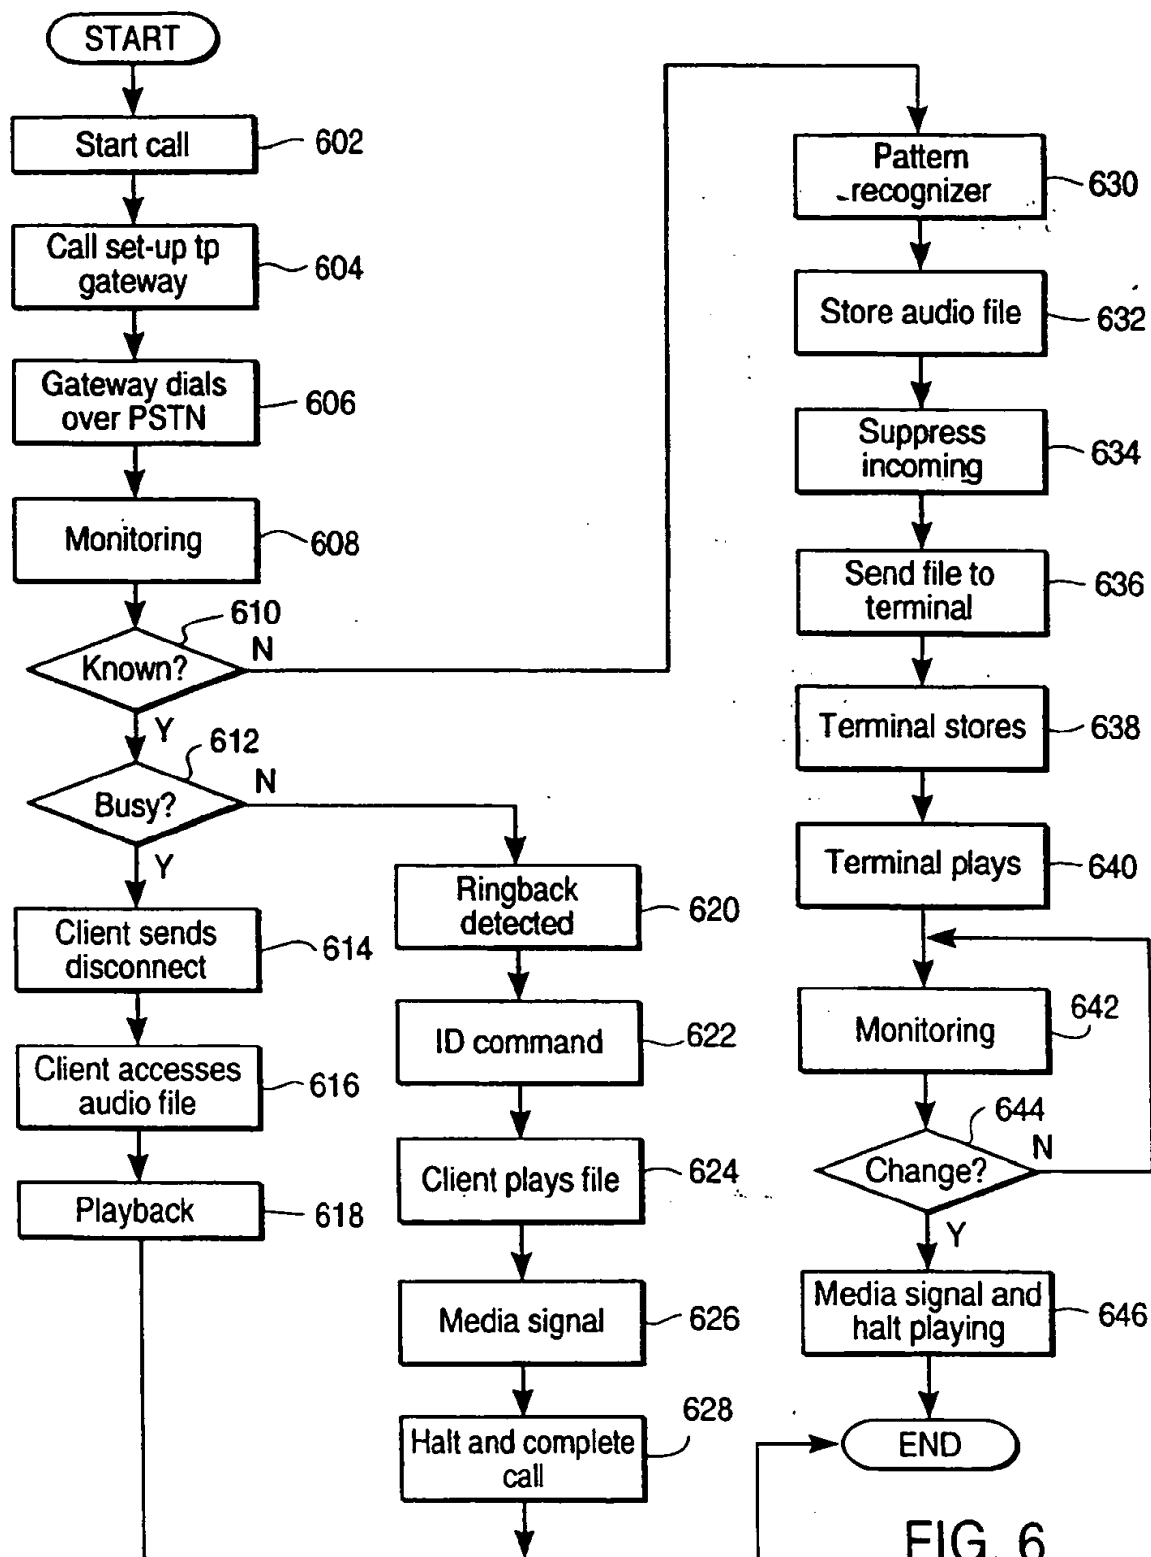 START
Start call
602
Call set-up tp
gateway
604
Gateway dials
over PSTN
606
Monitoring
608
610
Known?
N
Y
612
Busy?
N
Y
Client sends
disconnect
614
Client accesses
audio file
616
Playback
618
Ringback
detected
620
ID command
622
Client plays file
624
Media signal
626
Halt and complete
call
628
Pattern
recognizer
630
Store audio file
632
Suppress
incoming
634
Send file to
terminal
636
Terminal stores
638
Terminal plays
640
Monitoring
642
644
Change?
N
Y
Media signal and
halt playing
646
END
FIG. 6